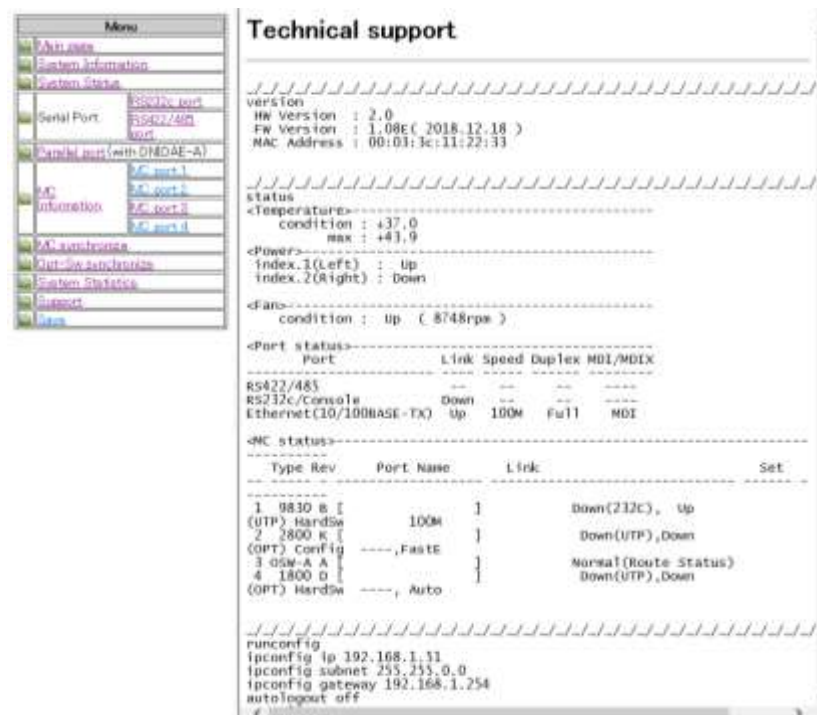 Menu
Main page
System Information
System Status
Serial Port
RS232c port
RS422/485 port
Parallel port(with DNIDAE-A)
MC information
MC port.1
MC port.2
MC port.3
MC port.4
MC synchronize
Opt-Sw synchronize
System Statistics
Support
Save
Technical support
_/_/_/_/_/_/_/_/_/_/_/_/_/_/_/_/_/_/_/_/_/_/_/_/_/_/_/_/_/_/_/
version
HW Version : 2.0
FW Version : 1.08E( 2018.12.18 )
MAC Address : 00:03:3c:11:22:33
_/_/_/_/_/_/_/_/_/_/_/_/_/_/_/_/_/_/_/_/_/_/_/_/_/_/_/_/_/_/_/
status
<Temperature>----------------------------------------
condition : +37.0
max : +43.9
<Power>----------------------------------------------
index.1(Left) : Up
index.2(Right) : Down
<Fan>------------------------------------------------
condition : Up ( 8748rpm )
<Port status>----------------------------------------
Port Link Speed Duplex MDI/MDIX
------------------------ ---- ----- ------ --------
RS422/485 -- -- -- ----
RS232c/Console Down -- -- ----
Ethernet(10/100BASE-TX) Up 100M Full MDI
<MC status>------------------------------------------------------------
----------
Type Rev Port Name Link Set
-- ----- - -------------------- ------------------------------ ------ -
----------
1 9830 B [ ] Down(232C), Up
(UTP) HardSw 100M
2 2800 K [ ] Down(UTP),Down
(OPT) Config ----,FastE
3 OSW-A A [ ] Normal(Route Status)
4 1800 D [ ] Down(UTP),Down
(OPT) HardSw ----, Auto
_/_/_/_/_/_/_/_/_/_/_/_/_/_/_/_/_/_/_/_/_/_/_/_/_/_/_/_/_/_/_/
runconfig
ipconfig ip 192.168.1.51
ipconfig subnet 255.255.0.0
ipconfig gateway 192.168.1.254
autologout off